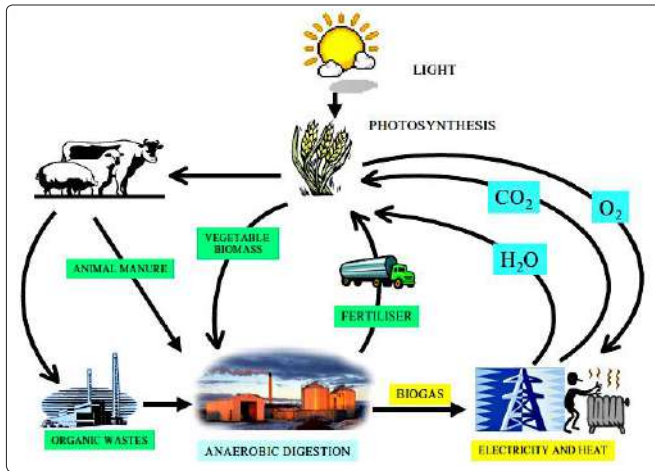 LIGHT
PHOTOSYNTHESIS
CO₂
O₂
VEGETABLE
BIOMASS
H₂O
ANIMAL MANURE
FERTILISER
BIOGAS
ORGANIC WASTES
ANAEROBIC DIGESTION
ELECTRICITY AND HEAT